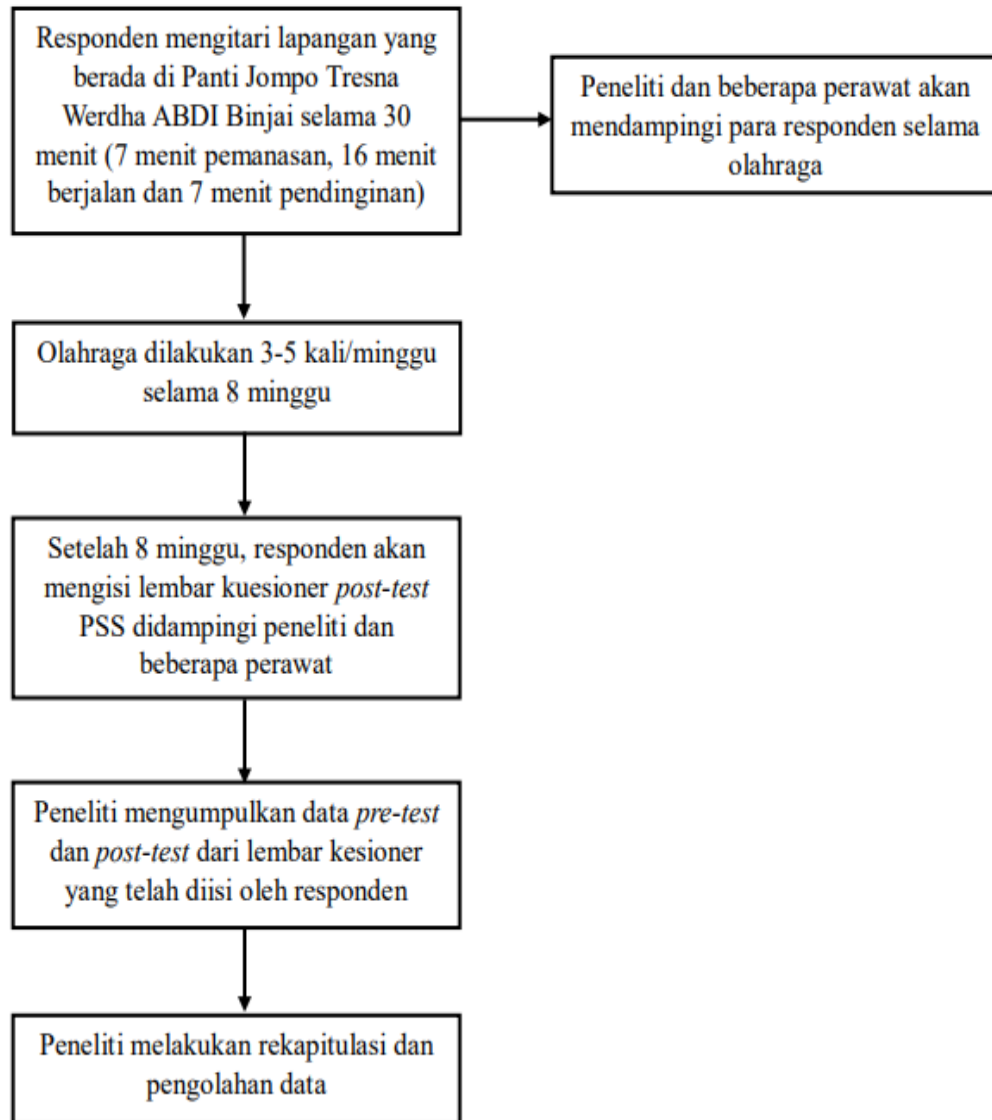 Responden mengitari lapangan yang
berada di Panti Jompo Tresna
Werdha ABDI Binjai selama 30
menit (7 menit pemanasan, 16 menit
berjalan dan 7 menit pendinginan)
Peneliti dan beberapa perawat akan
mendampingi para responden selama
olahraga
Olahraga dilakukan 3-5 kali/minggu
selama 8 minggu
Setelah 8 minggu, responden akan
mengisi lembar kuesioner post-test
PSS didampingi peneliti dan
beberapa perawat
Peneliti mengumpulkan data pre-test
dan post-test dari lembar kesioner
yang telah diisi oleh responden
Peneliti melakukan rekapitulasi dan
pengolahan data